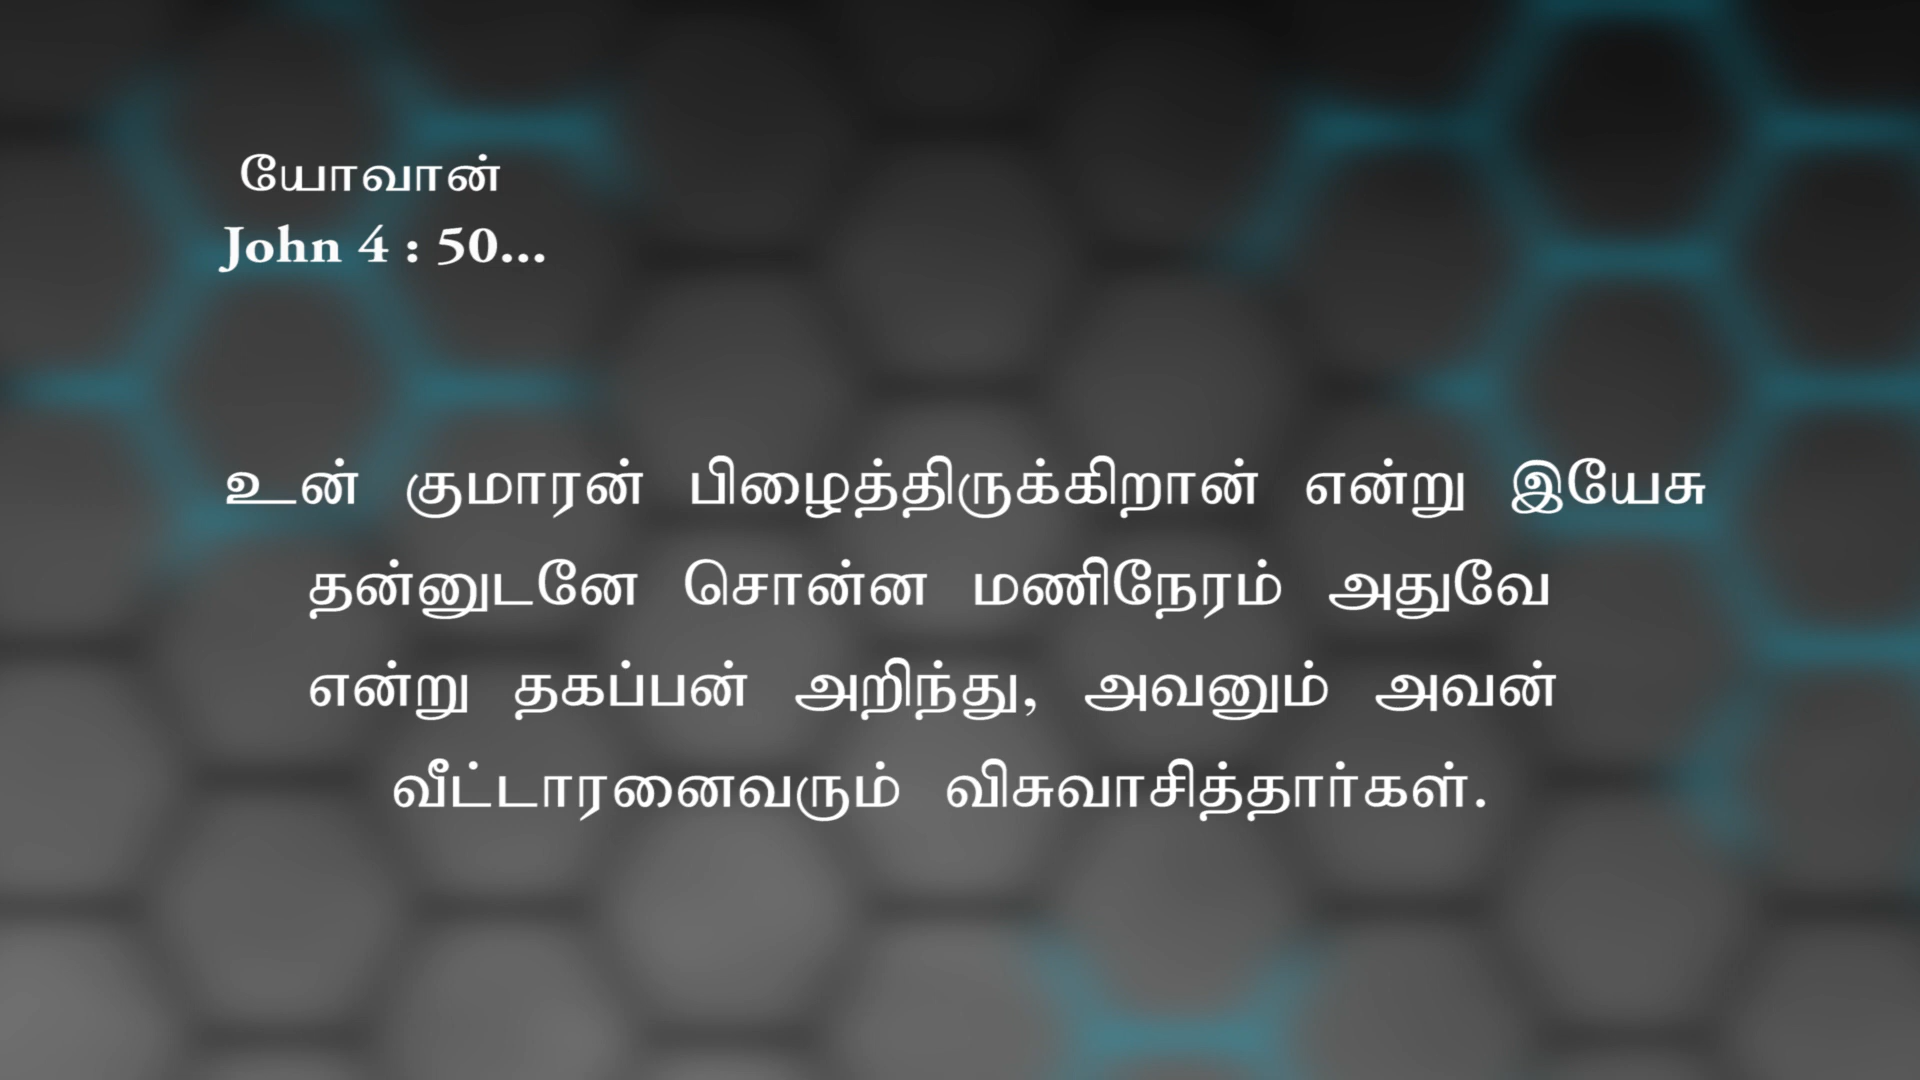 யோவான்
John 4 : 50...
உன் குமாரன் பிழைத்திருக்கிறான் என்று இயேசு
தன்னுடனே சொன்ன மணிநேரம் அதுவே
என்று தகப்பன் அறிந்து, அவனும் அவன்
வீட்டாரனைவரும் விசுவாசித்தார்கள்.